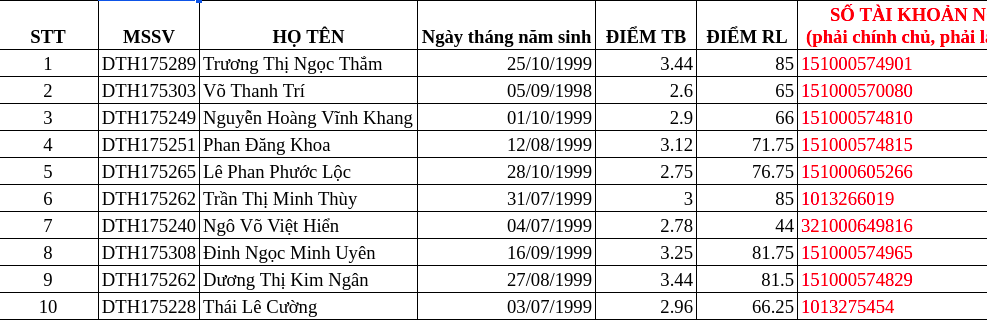 STT MSSV HỌ TÊN Ngày tháng năm sinh ĐIỂM TB ĐIỂM RL SỐ TÀI KHOẢN
(phải chính chủ, phải
1 DTH175289 Trương Thị Ngọc Thắm 25/10/1999 3.44 85 151000574901
2 DTH175303 Võ Thanh Trí 05/09/1998 2.6 65 151000570080
3 DTH175249 Nguyễn Hoàng Vĩnh Khang 01/10/1999 2.9 66 151000574810
4 DTH175251 Phan Đăng Khoa 12/08/1999 3.12 71.75 151000574815
5 DTH175265 Lê Phan Phước Lộc 28/10/1999 2.75 76.75 151000605266
6 DTH175262 Trần Thị Minh Thùy 31/07/1999 3 85 1013266019
7 DTH175240 Ngô Võ Việt Hiển 04/07/1999 2.78 44 321000649816
8 DTH175308 Đinh Ngọc Minh Uyên 16/09/1999 3.25 81.75 151000574965
9 DTH175262 Dương Thị Kim Ngân 27/08/1999 3.44 81.5 151000574829
10 DTH175228 Thái Lê Cường 03/07/1999 2.96 66.25 1013275454